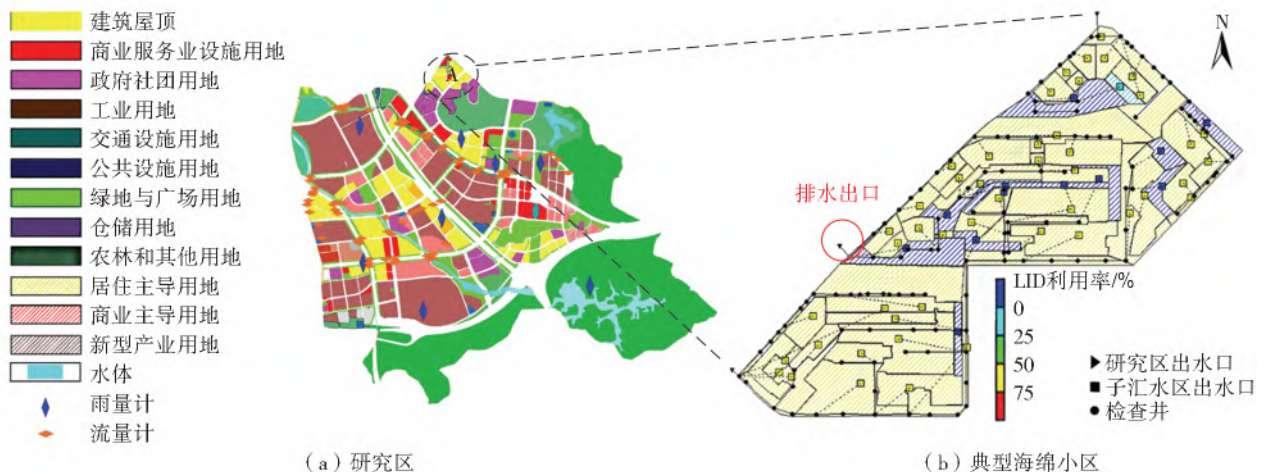 建筑屋顶
商业服务业设施用地
政府社团用地
工业用地
交通设施用地
公共设施用地
绿地与广场用地
仓储用地
农林和其他用地
居住主导用地
商业主导用地
新型产业用地
水体
雨量计
流量计
A
(a)研究区
N
排水出口
LID利用率/%
0
25
50
75
研究区出水口
子汇水区出水口
检查井
(b)典型海绵小区